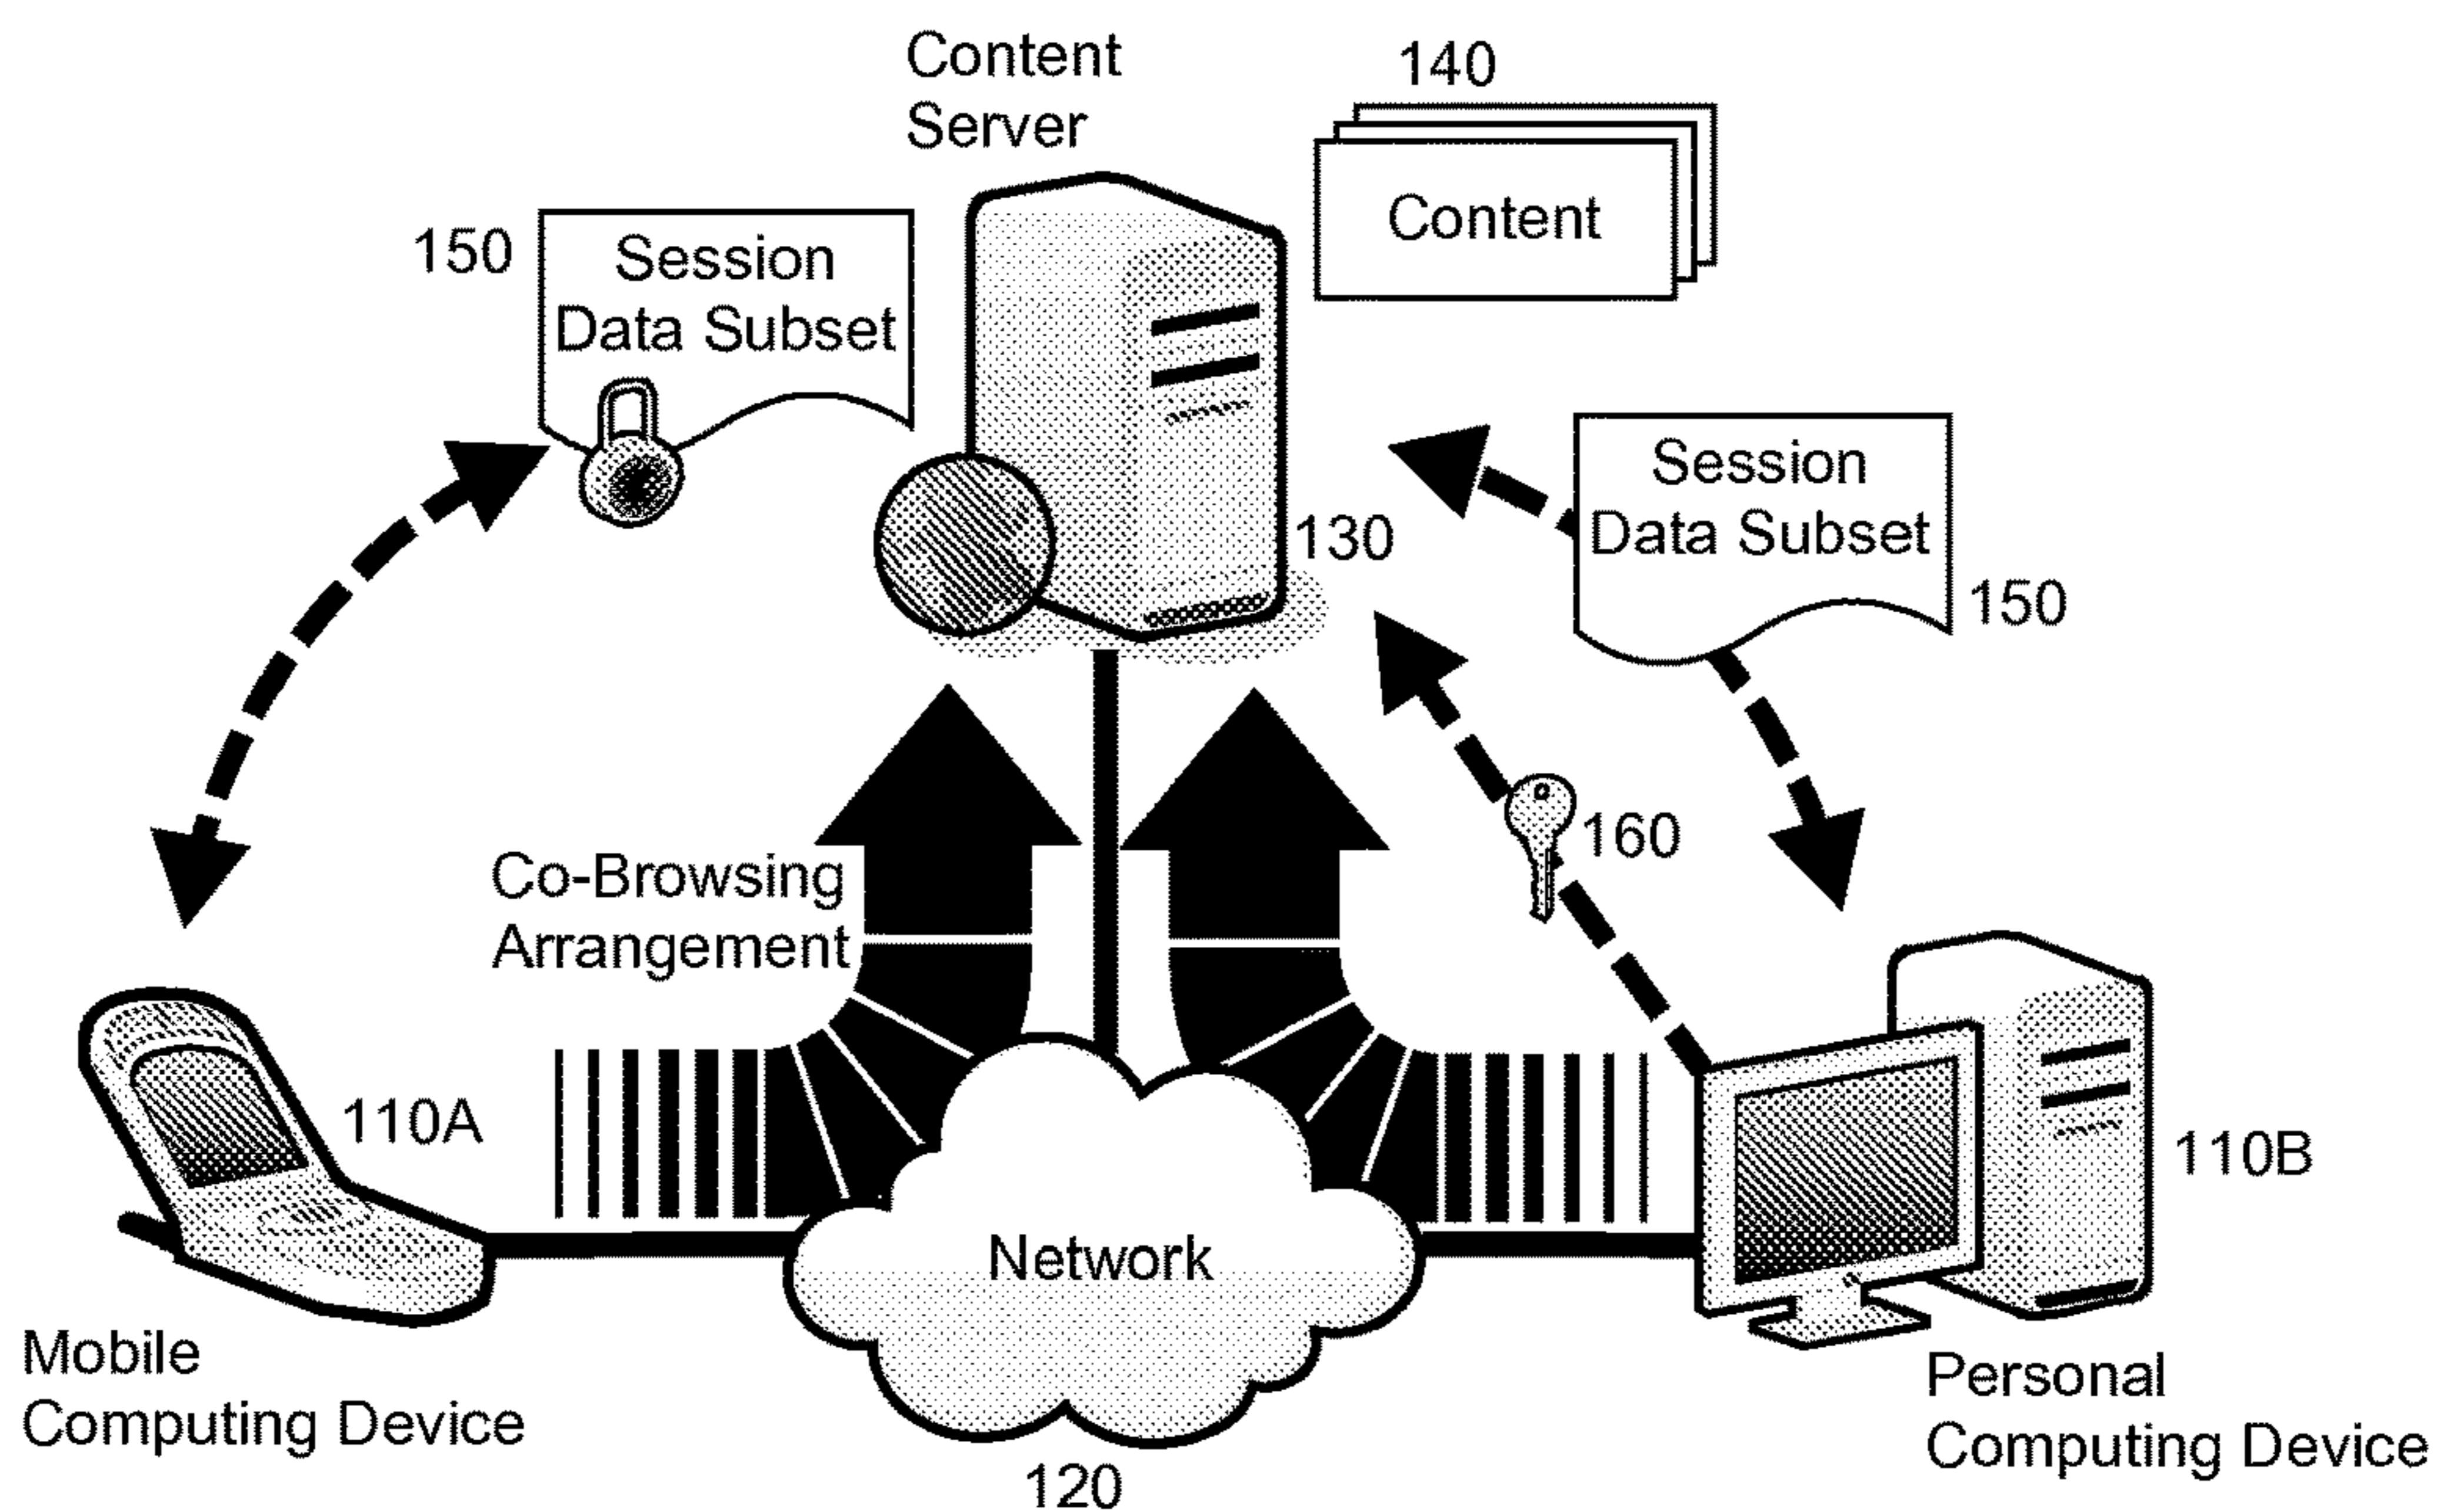 Content
Server
140
Content
150
Session
Data Subset
Session
Data Subset
130
150
160
Co-Browsing
Arrangement
110A
110B
Network
Mobile
Computing Device
Personal
Computing Device
120